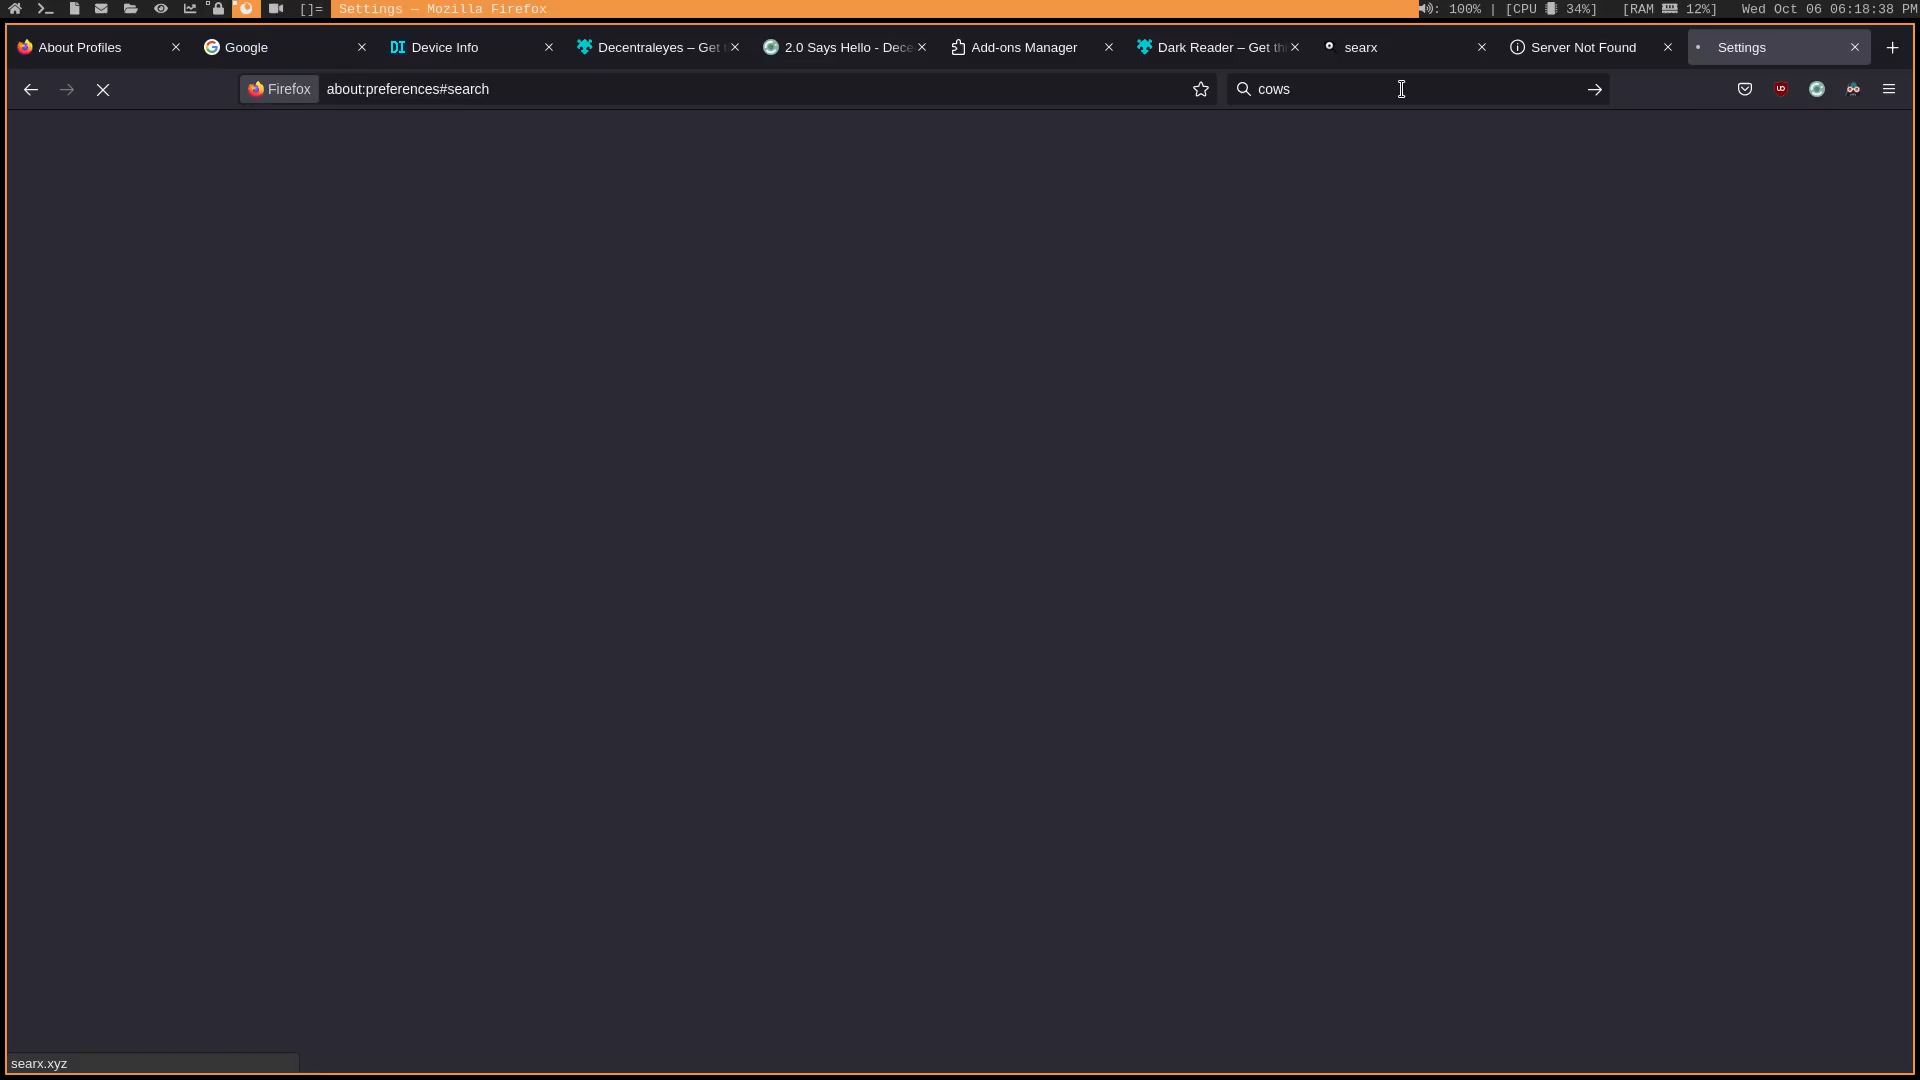 []= Settings — Mozilla Firefox : 100% | [CPU 34%] [RAM 12%] Wed Oct 06 06:18:38 PM
About Profiles Google Device Info Decentraleyes – Get 2.0 Says Hello - Dece Add-ons Manager Dark Reader – Get th searx Server Not Found Settings
Firefox about:preferences#search cows
searx.xyz